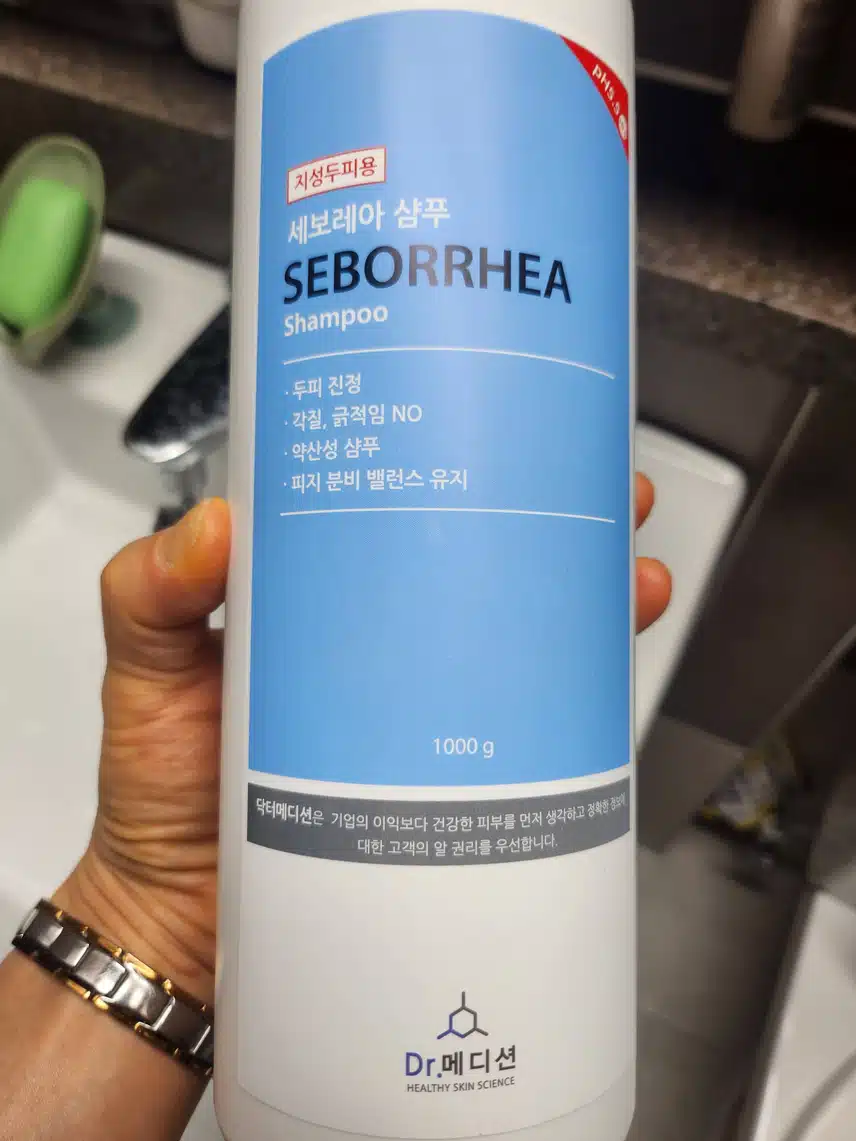 pH5.5
지성두피용
세보레아 샴푸
SEBORRHEA
Shampoo
· 두피 진정
· 각질, 긁적임 NO
· 약산성 샴푸
· 피지 분비 밸런스 유지
1000 g
닥터메디션은 기업의 이익보다 건강한 피부를 먼저 생각하고 정확한 정보에
대한 고객의 알 권리를 우선합니다.
Dr.메디션
HEALTHY SKIN SCIENCE